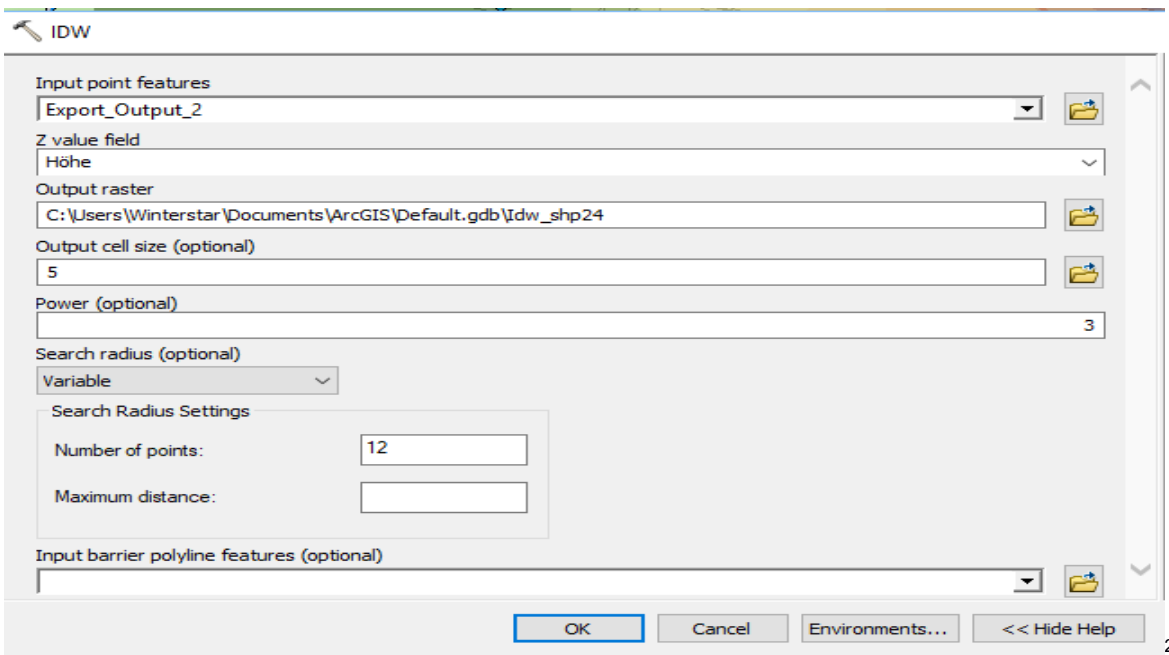 IDW
Input point features
Export_Output_2
Z value field
Höhe
Output raster
C:\Users\Winterstar\Documents\ArcGIS\Default.gdb\Idw_shp24
Output cell size (optional)
5
Power (optional)
3
Search radius (optional)
Variable
Search Radius Settings
Number of points: 12
Maximum distance:
Input barrier polyline features (optional)
OK Cancel Environments... << Hide Help